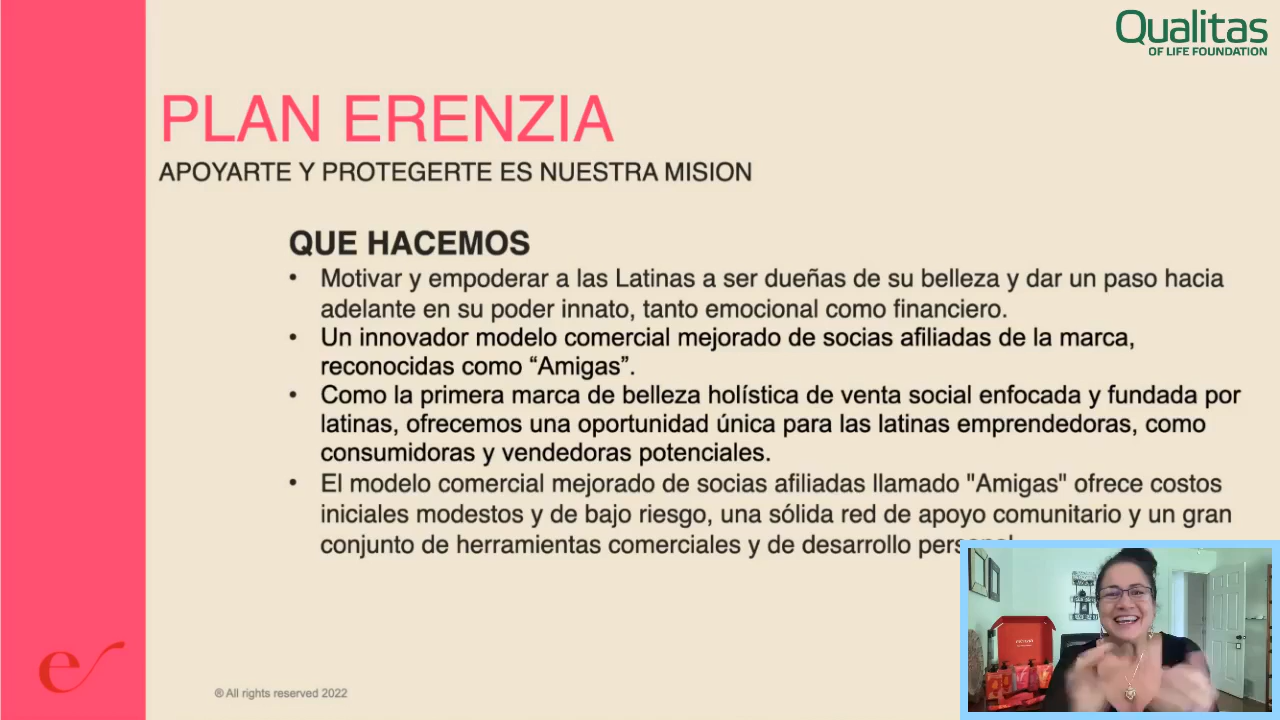 Qualitas
OF LIFE FOUNDATION
PLAN ERENZIA
APOYARTE Y PROTEGERTE ES NUESTRA MISION
QUE HACEMOS
• Motivar y empoderar a las Latinas a ser dueñas de su belleza y dar un paso hacia
adelante en su poder innato, tanto emocional como financiero.
• Un innovador modelo comercial mejorado de socias afiliadas de la marca,
reconocidas como “Amigas”.
• Como la primera marca de belleza holística de venta social enfocada y fundada por
latinas, ofrecemos una oportunidad única para las latinas emprendedoras, como
consumidoras y vendedoras potenciales.
• El modelo comercial mejorado de socias afiliadas llamado "Amigas" ofrece costos
iniciales modestos y de bajo riesgo, una sólida red de apoyo comunitario y un gran
conjunto de herramientas comerciales y de desarrollo personal
e
® All rights reserved 2022